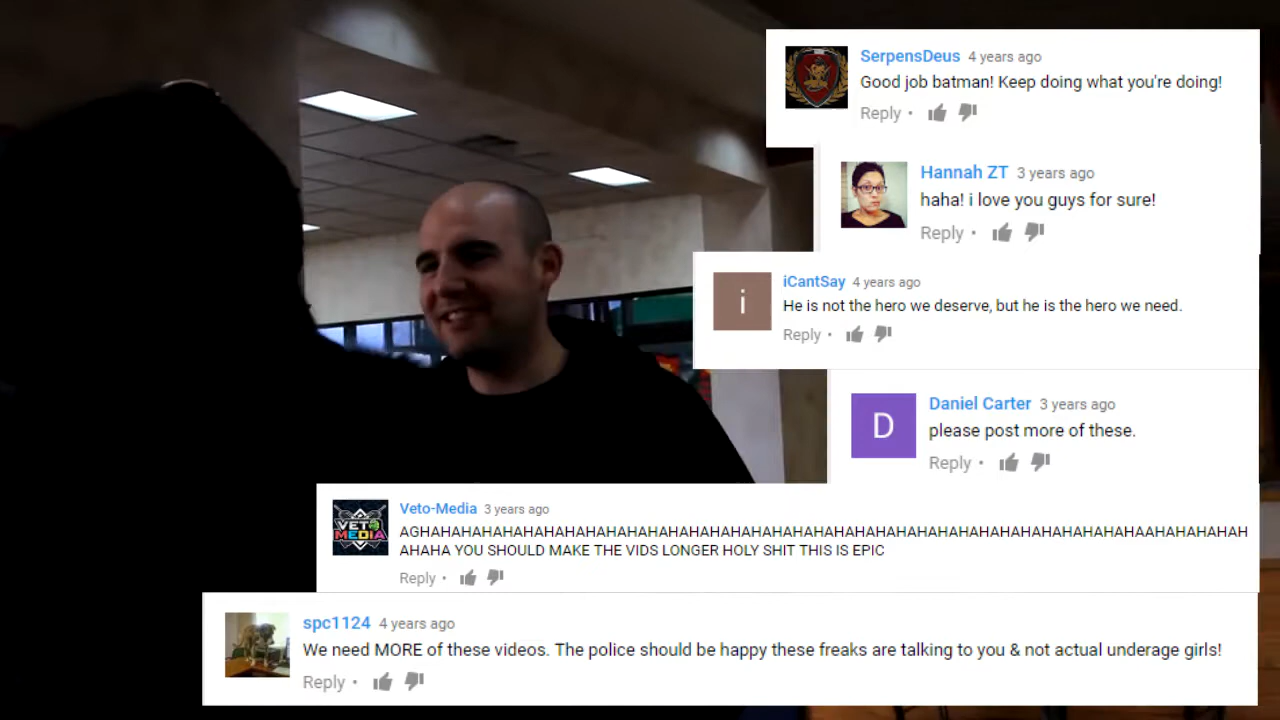 SerpensDeus 4 years ago
Good job batman! Keep doing what you're doing!
Reply •
Hannah ZT 3 years ago
haha! i love you guys for sure!
Reply •
i
iCantSay 4 years ago
He is not the hero we deserve, but he is the hero we need.
Reply •
D
Daniel Carter 3 years ago
please post more of these.
Reply •
VETO
MEDIA
Veto-Media 3 years ago
AGHAHAHAHAHAHAHAHAHAHAHAHAHAHAHAHAHAHAHAHAHAHAHAHAHAHAHAHAHAHAHAHAHAHAHAAHAHAHAHAH
AHAHA YOU SHOULD MAKE THE VIDS LONGER HOLY SHIT THIS IS EPIC
Reply •
spc1124 4 years ago
We need MORE of these videos. The police should be happy these freaks are talking to you & not actual underage girls!
Reply •